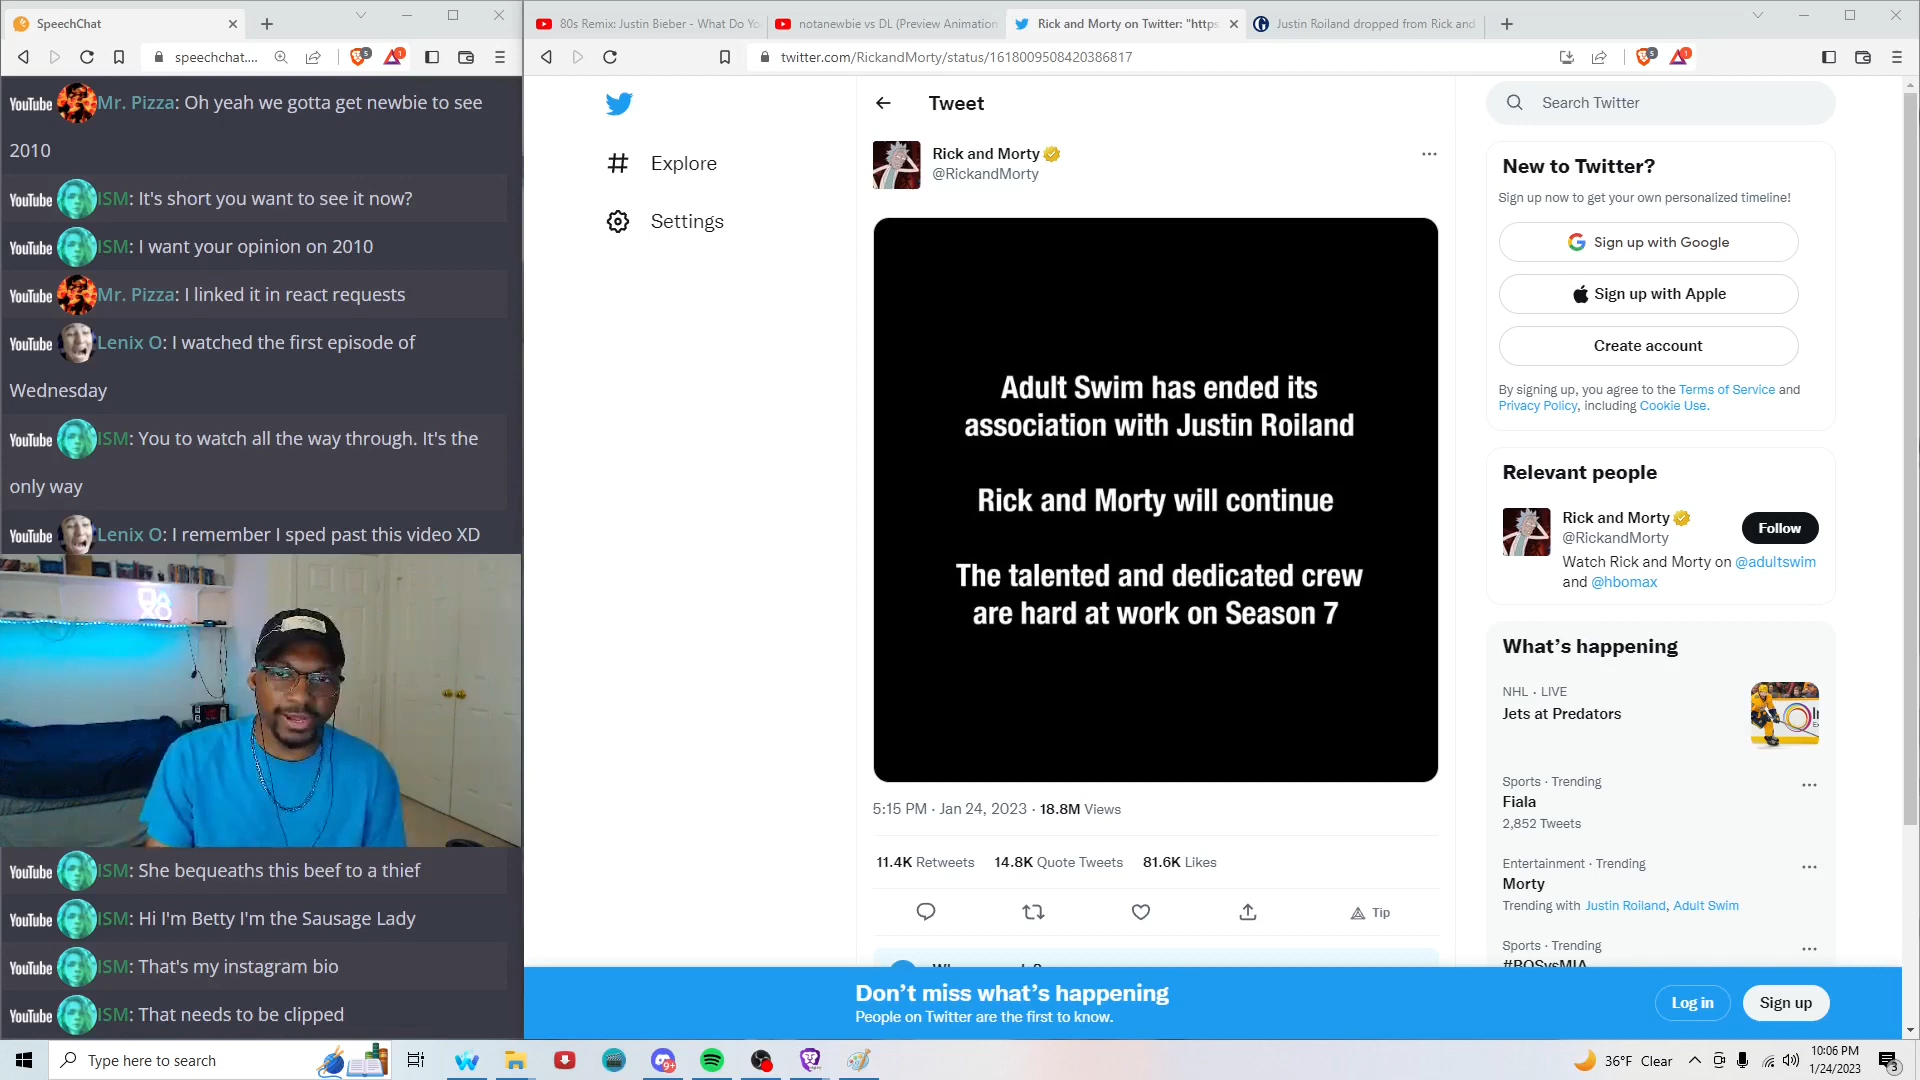 SpeechChat
80s Remix: Justin Bieber - What Do Yo
notanewbie vs DL (Preview Animation
Rick and Morty on Twitter: "https
Justin Roiland dropped from Rick and
speechchat....
twitter.com/RickandMorty/status/1618009508420386817
YouTube Mr. Pizza: Oh yeah we gotta get newbie to see
2010
YouTube ISM: It's short you want to see it now?
YouTube ISM: I want your opinion on 2010
YouTube Mr. Pizza: I linked it in react requests
YouTube Lenix O: I watched the first episode of
Wednesday
YouTube ISM: You to watch all the way through. It's the
only way
YouTube Lenix O: I remember I sped past this video XD
YouTube ISM: She bequeaths this beef to a thief
YouTube ISM: Hi I'm Betty I'm the Sausage Lady
YouTube ISM: That's my instagram bio
YouTube ISM: That needs to be clipped
Explore
Settings
Tweet
Rick and Morty
@RickandMorty
Adult Swim has ended its
association with Justin Roiland
Rick and Morty will continue
The talented and dedicated crew
are hard at work on Season 7
5:15 PM · Jan 24, 2023 · 18.8M Views
11.4K Retweets 14.8K Quote Tweets 81.6K Likes
Tip
Search Twitter
New to Twitter?
Sign up now to get your own personalized timeline!
Sign up with Google
Sign up with Apple
Create account
By signing up, you agree to the Terms of Service and
Privacy Policy, including Cookie Use.
Relevant people
Rick and Morty
@RickandMorty
Follow
Watch Rick and Morty on @adultswim
and @hbomax
What's happening
NHL · LIVE
Jets at Predators
Sports · Trending
Fiala
2,852 Tweets
Entertainment · Trending
Morty
Trending with Justin Roiland, Adult Swim
Sports · Trending
#BOSvsMIA
Don't miss what's happening
People on Twitter are the first to know.
Log in
Sign up
Type here to search
36°F Clear
10:06 PM
1/24/2023